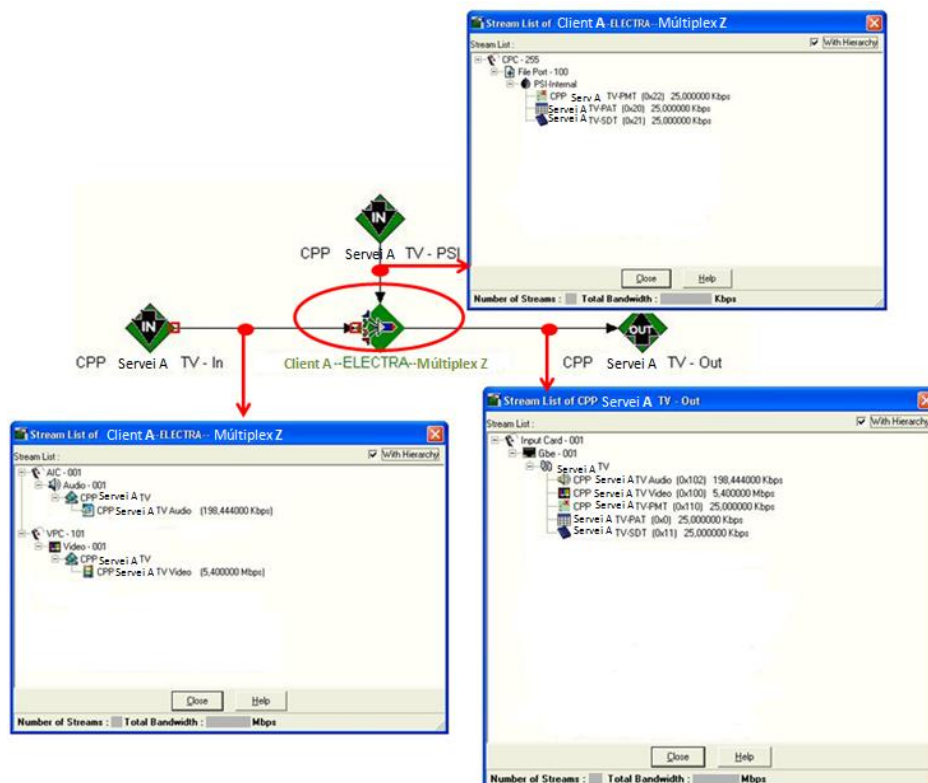 Stream List of Client A--ELECTRA--Múltiplex Z
Stream List :
With Hierarchy
CPC - 255
File Port - 100
PSI-Internal
CPP Serv A TV-PMT (0x22) 25,000000 Kbps
Servei A TV-PAT (0x20) 25,000000 Kbps
Servei A TV-SDT (0x21) 25,000000 Kbps
Close
Help
Number of Streams : Total Bandwidth : Kbps
IN
CPP Servei A TV - PSI
IN
OUT
CPP Servei A TV - In
Client A--ELECTRA--Múltiplex Z
CPP Servei A TV - Out
Stream List of Client A--ELECTRA-- Múltiplex Z
Stream List :
With Hierarchy
AIC - 001
Audio - 001
CPP Servei A TV
CPP Servei A TV Audio (198,444000 Kbps)
VPC - 101
Video - 001
CPP Servei A TV
CPP Servei A TV Video (5,400000 Mbps)
Close
Help
Number of Streams : Total Bandwidth : Mbps
Stream List of CPP Servei A TV - Out
Stream List :
With Hierarchy
Input Card - 001
Gbe - 001
Servei A TV
CPP Servei A TV Audio (0x102) 198,444000 Kbps
CPP Servei A TV Video (0x100) 5,400000 Mbps
CPP Servei A TV-PMT (0x110) 25,000000 Kbps
Servei A TV-PAT (0x0) 25,000000 Kbps
Servei A TV-SDT (0x11) 25,000000 Kbps
Close
Help
Number of Streams : Total Bandwidth : Mbps